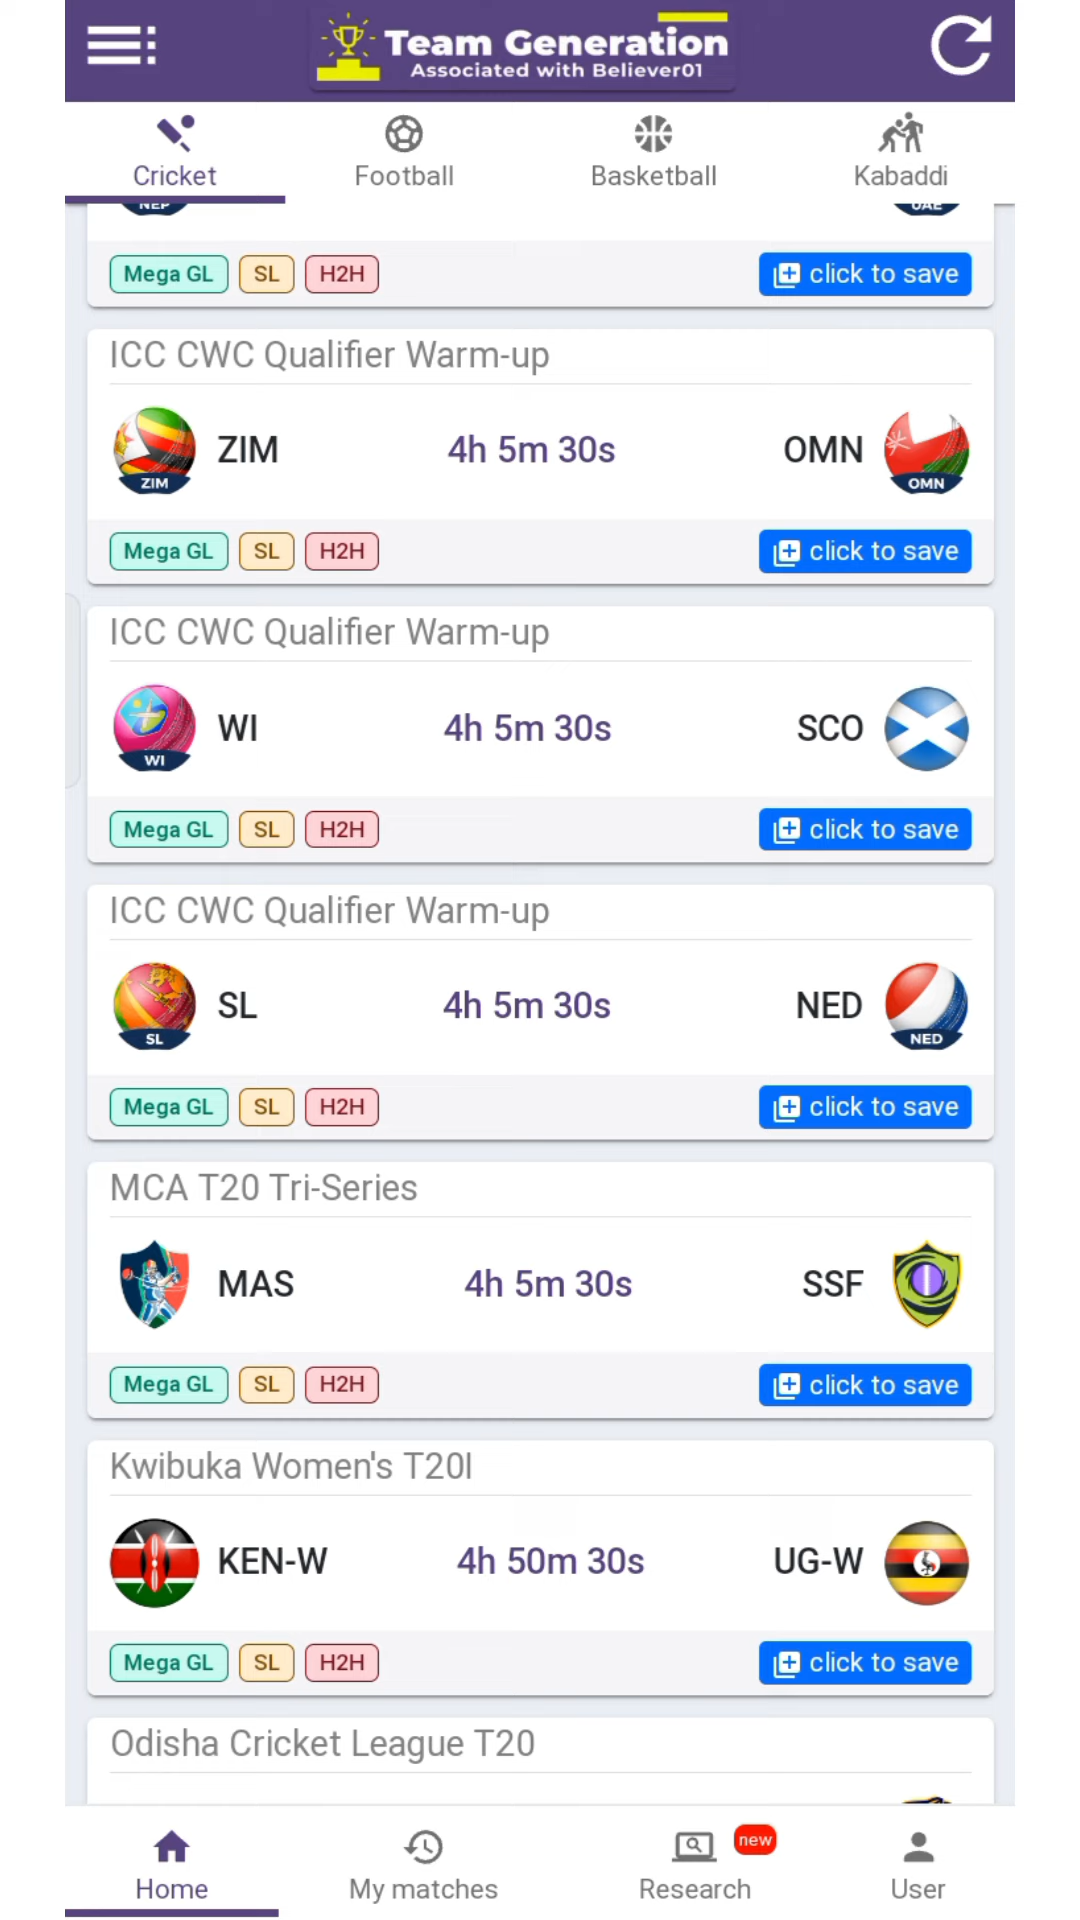 Team Generation
Associated with Believer01
Cricket Football Basketball Kabaddi
NEP UAE
Mega GL SL H2H click to save
ICC CWC Qualifier Warm-up
ZIM ZIM 4h 5m 30s OMN OMN
Mega GL SL H2H click to save
ICC CWC Qualifier Warm-up
WI WI 4h 5m 30s SCO
Mega GL SL H2H click to save
ICC CWC Qualifier Warm-up
SL SL 4h 5m 30s NED NED
Mega GL SL H2H click to save
MCA T20 Tri-Series
MAS 4h 5m 30s SSF
Mega GL SL H2H click to save
Kwibuka Women's T20I
KEN-W 4h 50m 30s UG-W
Mega GL SL H2H click to save
Odisha Cricket League T20
new
Home My matches Research User